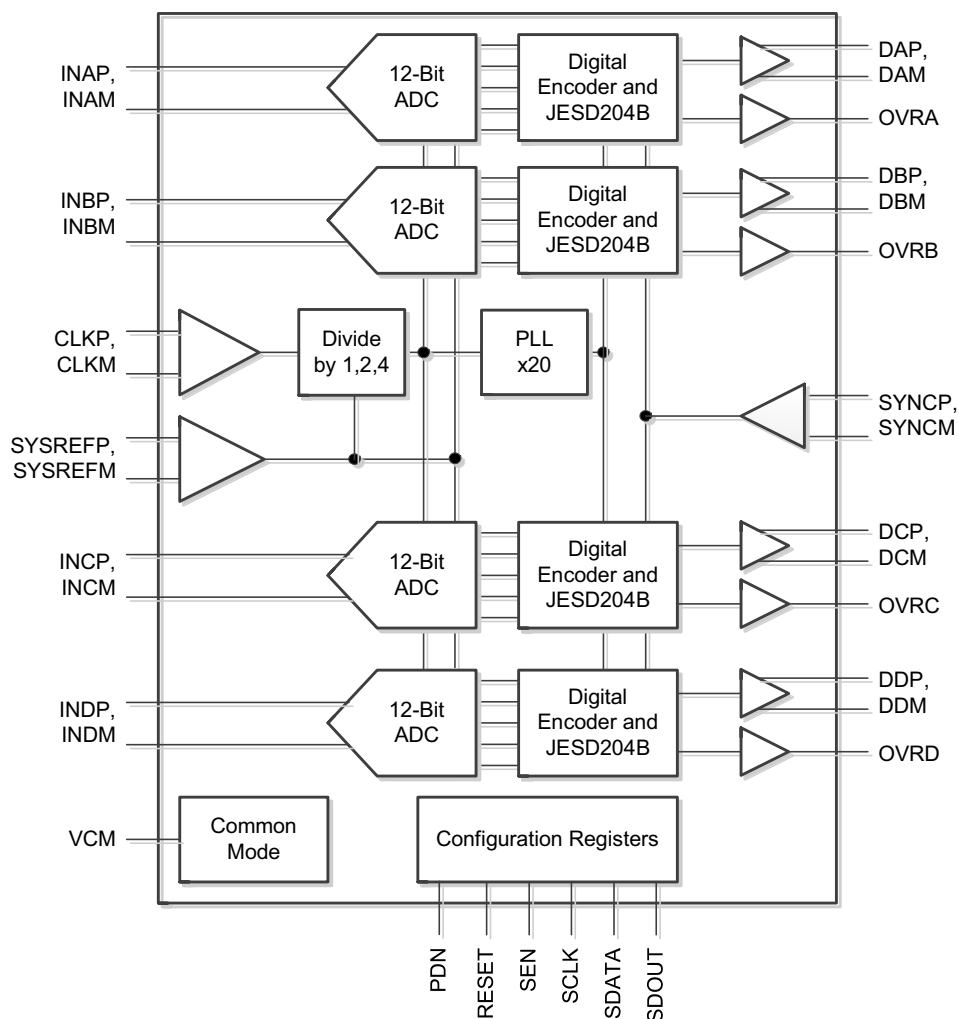 INAP,
INAM
12-Bit
ADC
Digital
Encoder and
JESD204B
DAP,
DAM
OVRA
INBP,
INBM
12-Bit
ADC
Digital
Encoder and
JESD204B
DBP,
DBM
OVRB
CLKP,
CLKM
Divide
by 1,2,4
PLL
x20
SYNCP,
SYNCM
SYSREFP,
SYSREFM
INCP,
INCM
12-Bit
ADC
Digital
Encoder and
JESD204B
DCP,
DCM
OVRC
INDP,
INDM
12-Bit
ADC
Digital
Encoder and
JESD204B
DDP,
DDM
OVRD
VCM
Common
Mode
Configuration Registers
PDN
RESET
SEN
SCLK
SDATA
SDOUT